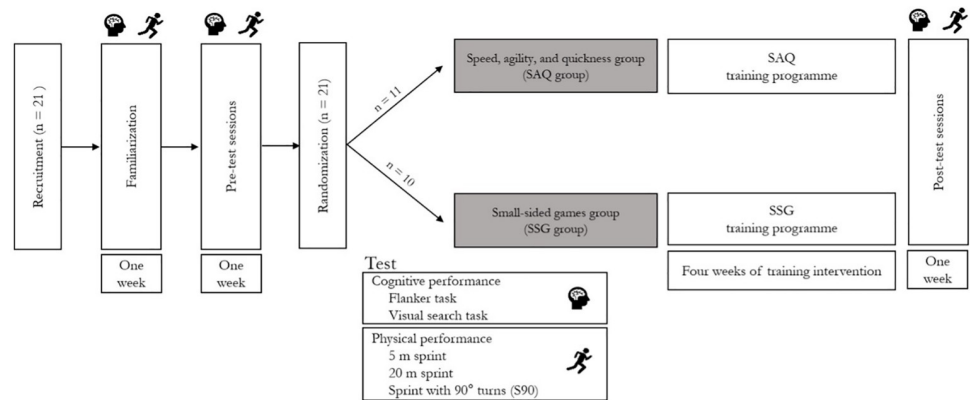 Recruitment (n = 21 )
Familiarization
One
week
Pre-test sessions
One
week
Randomization (n = 21)
n = 11
n = 10
Speed, agility, and quickness group
(SAQ group)
SAQ
training programme
Small-sided games group
(SSG group)
SSG
training programme
Four weeks of training intervention
Post-test sessions
One
week
Test
Cognitive performance
Flanker task
Visual search task
Physical performance
5 m sprint
20 m sprint
Sprint with 90° turns (S90)